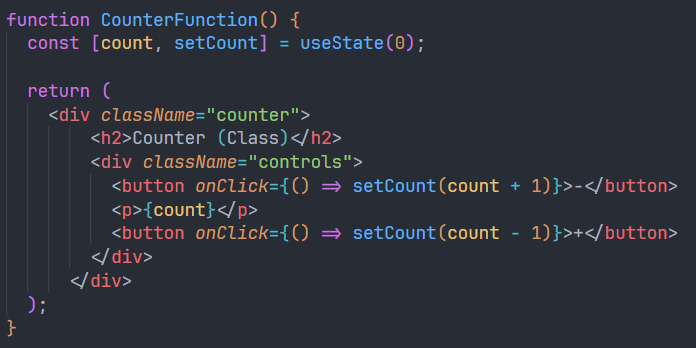 function CounterFunction() {
  const [count, setCount] = useState(0);

  return (
    <div className="counter">
        <h2>Counter (Class)</h2>
        <div className="controls">
          <button onClick={() => setCount(count + 1)}>-</button>
          <p>{count}</p>
          <button onClick={() => setCount(count - 1)}>+</button>
        </div>
      </div>
  );
}